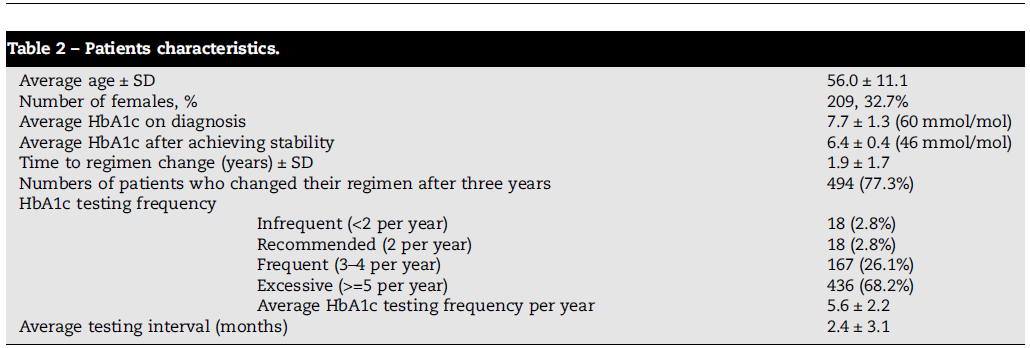 Table 2 – Patients characteristics.
Average age ± SD 56.0 ± 11.1
Number of females, % 209, 32.7%
Average HbA1c on diagnosis 7.7 ± 1.3 (60 mmol/mol)
Average HbA1c after achieving stability 6.4 ± 0.4 (46 mmol/mol)
Time to regimen change (years) ± SD 1.9 ± 1.7
Numbers of patients who changed their regimen after three years 494 (77.3%)
HbA1c testing frequency
Infrequent (<2 per year) 18 (2.8%)
Recommended (2 per year) 18 (2.8%)
Frequent (3–4 per year) 167 (26.1%)
Excessive (>=5 per year) 436 (68.2%)
Average HbA1c testing frequency per year 5.6 ± 2.2
Average testing interval (months) 2.4 ± 3.1